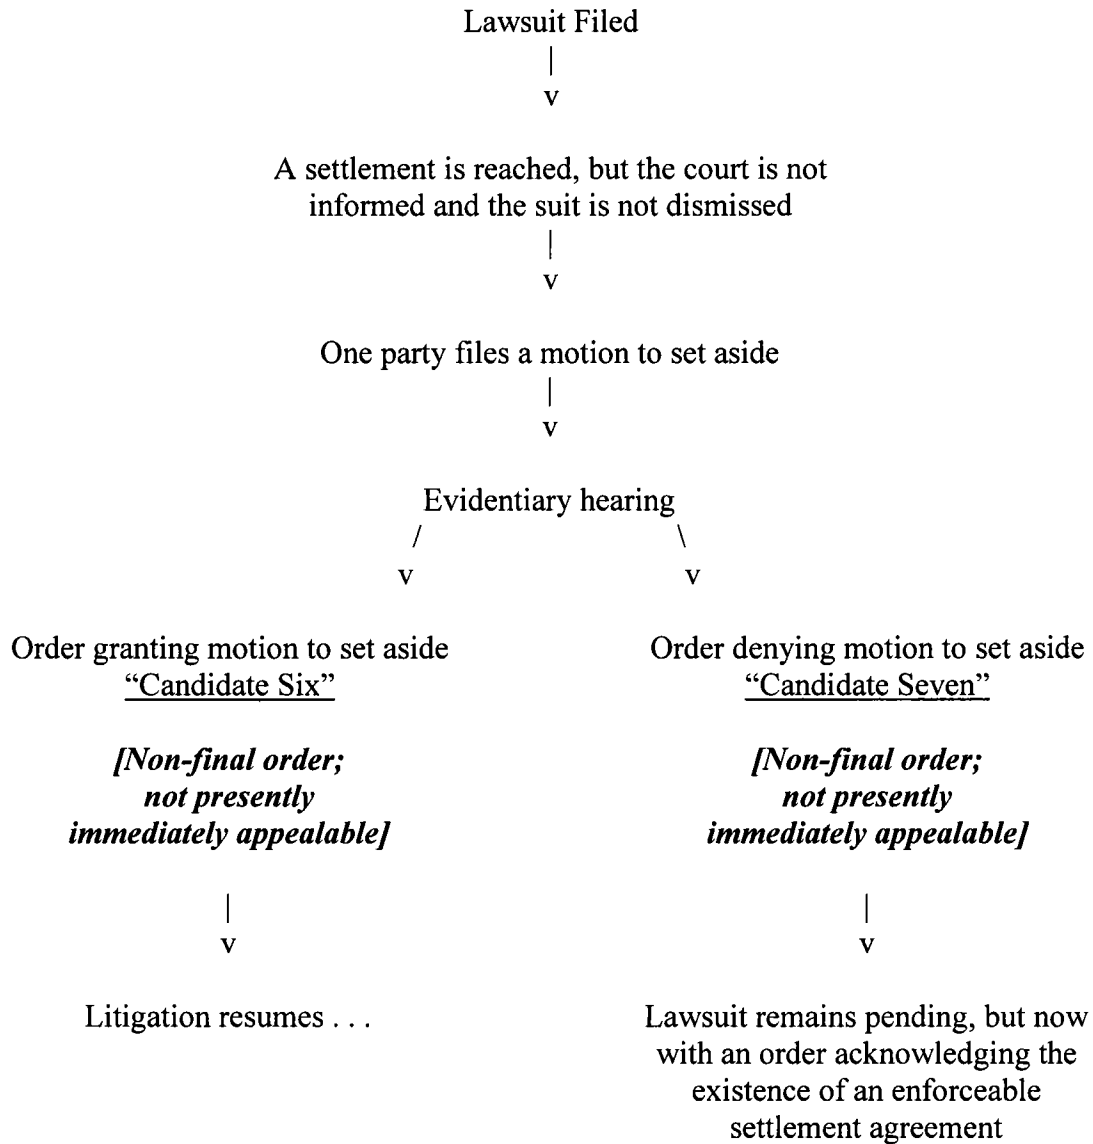 Lawsuit Filed
|
v
A settlement is reached, but the court is not
informed and the suit is not dismissed
|
v
One party files a motion to set aside
|
v
Evidentiary hearing
/ \
v v
Order granting motion to set aside Order denying motion to set aside
“Candidate Six” “Candidate Seven”
[Non-final order; [Non-final order;
not presently not presently
immediately appealable] immediately appealable]
| |
v v
Litigation resumes . . . Lawsuit remains pending, but now
with an order acknowledging the
existence of an enforceable
settlement agreement